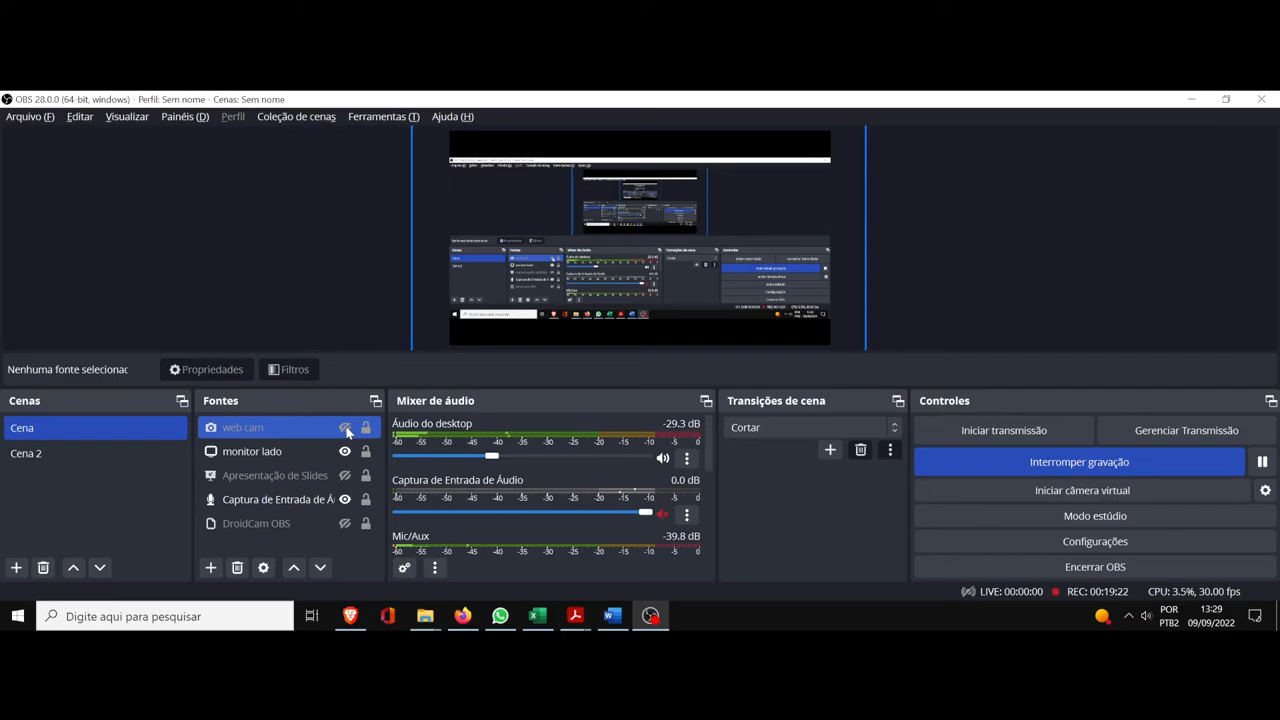 OBS 28.0.0 (64-bit, windows) - Perfil: Sem nome - Cenas: Sem nome
Arquivo (F) Editar Visualizar Painéis (D) Perfil Coleção de cenas Ferramentas (T) Ajuda (H)
Nenhuma fonte selecionac Propriedades Filtros
Cenas
Cena
Cena 2
Fontes
web cam
monitor lado
Apresentação de Slides
Captura de Entrada de Á
DroidCam OBS
Mixer de áudio
Áudio do desktop -29.3 dB
-60 -55 -50 -45 -40 -35 -30 -25 -20 -15 -10 -5 0
Captura de Entrada de Áudio 0.0 dB
-60 -55 -50 -45 -40 -35 -30 -25 -20 -15 -10 -5 0
Mic/Aux -39.8 dB
-60 -55 -50 -45 -40 -35 -30 -25 -20 -15 -10 -5 0
Transições de cena
Cortar
Controles
Iniciar transmissão Gerenciar Transmissão
Interromper gravação
Iniciar câmera virtual
Modo estúdio
Configurações
Encerrar OBS
LIVE: 00:00:00 REC: 00:19:22 CPU: 3.5%, 30.00 fps
Digite aqui para pesquisar
POR
PTB2
13:29
09/09/2022